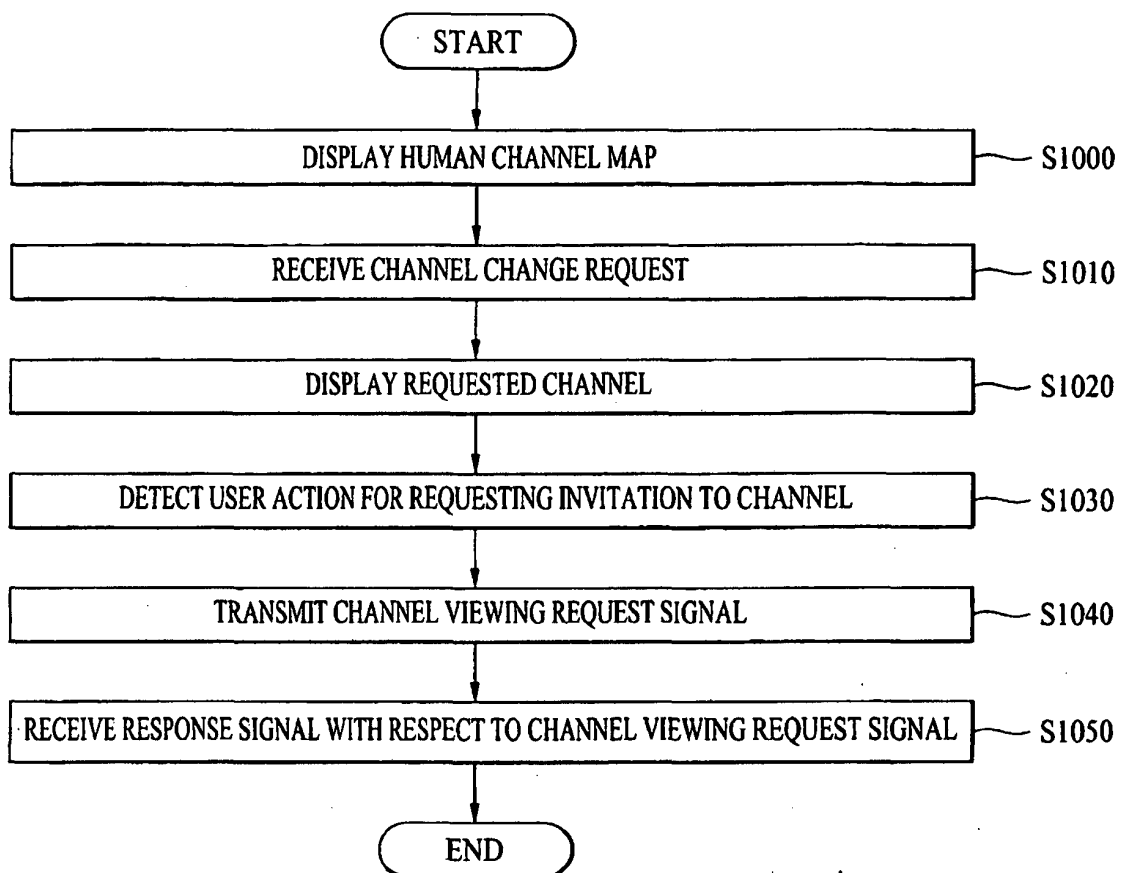 START
DISPLAY HUMAN CHANNEL MAP
S1000
RECEIVE CHANNEL CHANGE REQUEST
S1010
DISPLAY REQUESTED CHANNEL
S1020
DETECT USER ACTION FOR REQUESTING INVITATION TO CHANNEL
S1030
TRANSMIT CHANNEL VIEWING REQUEST SIGNAL
S1040
RECEIVE RESPONSE SIGNAL WITH RESPECT TO CHANNEL VIEWING REQUEST SIGNAL
S1050
END